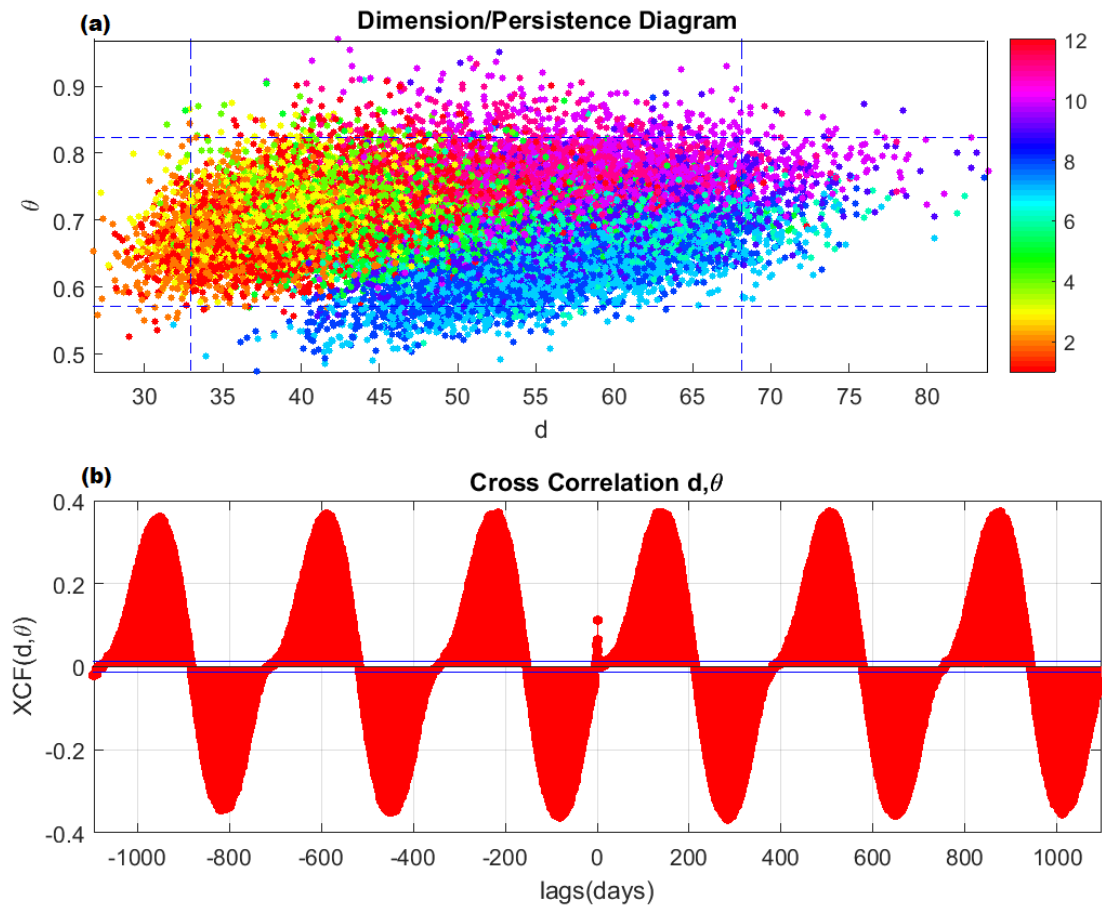 (a)
Dimension/Persistence Diagram
θ
0.9
0.8
0.7
0.6
0.5
30 35 40 45 50 55 60 65 70 75 80
d
12
10
8
6
4
2
(b)
Cross Correlation d,θ
XCF(d,θ)
0.4
0.2
0
-0.2
-0.4
-1000 -800 -600 -400 -200 0 200 400 600 800 1000
lags(days)